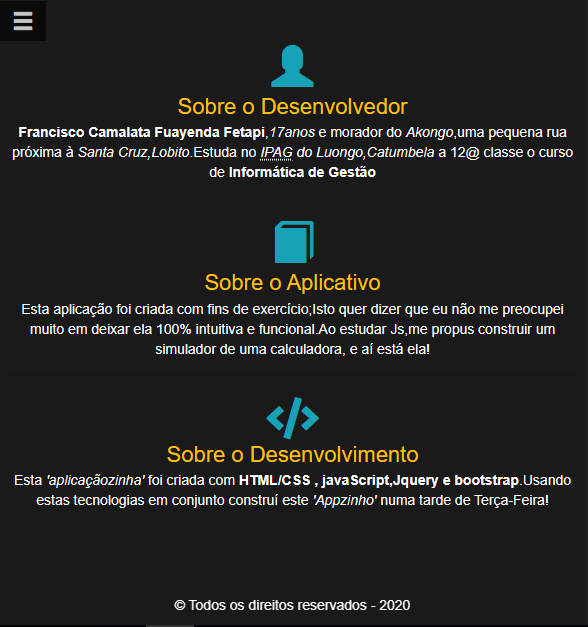 Sobre o Desenvolvedor
Francisco Camalata Fuayenda Fetapi,17anos e morador do Akongo,uma pequena rua
próxima à Santa Cruz,Lobito.Estuda no IPAG do Luongo,Catumbela a 12@ classe o curso
de Informática de Gestão
Sobre o Aplicativo
Esta aplicação foi criada com fins de exercício;Isto quer dizer que eu não me preocupei
muito em deixar ela 100% intuitiva e funcional.Ao estudar Js,me propus construir um
simulador de uma calculadora, e aí está ela!
Sobre o Desenvolvimento
Esta 'aplicaçãozinha' foi criada com HTML/CSS , javaScript,Jquery e bootstrap.Usando
estas tecnologias em conjunto construí este 'Appzinho' numa tarde de Terça-Feira!
© Todos os direitos reservados - 2020